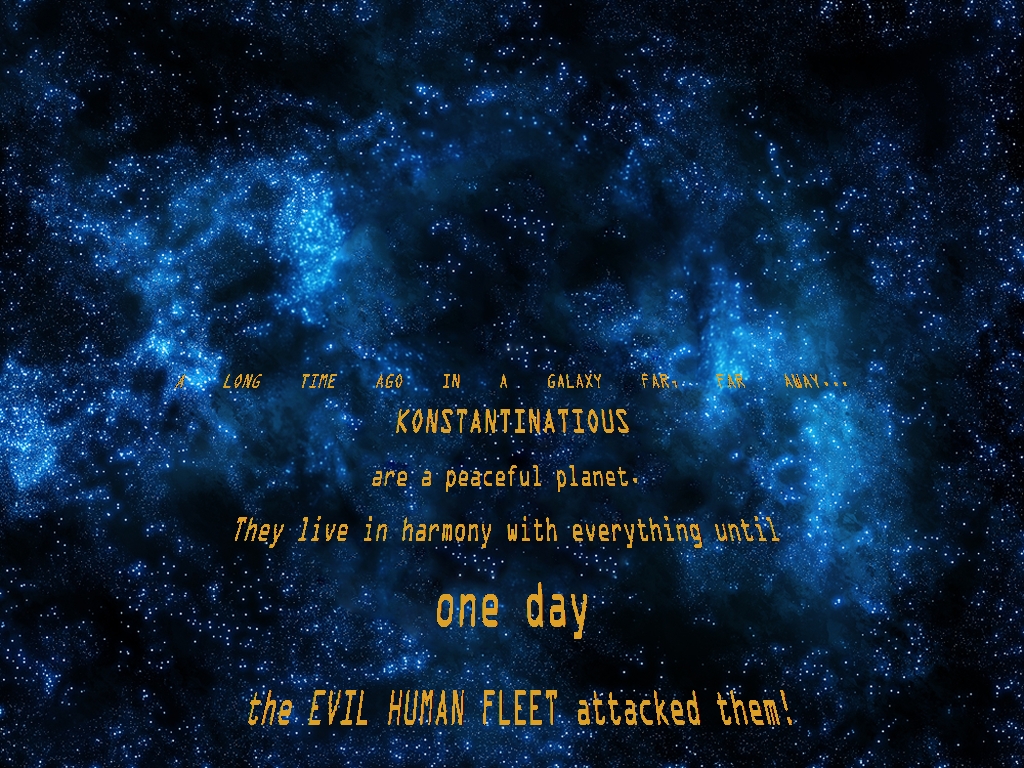 A LONG TIME AGO IN A GALAXY FAR, FAR AWAY...
KONSTANTINATIOUS
are a peaceful planet.
They live in harmony with everything until
one day
the EVIL HUMAN FLEET attacked them!